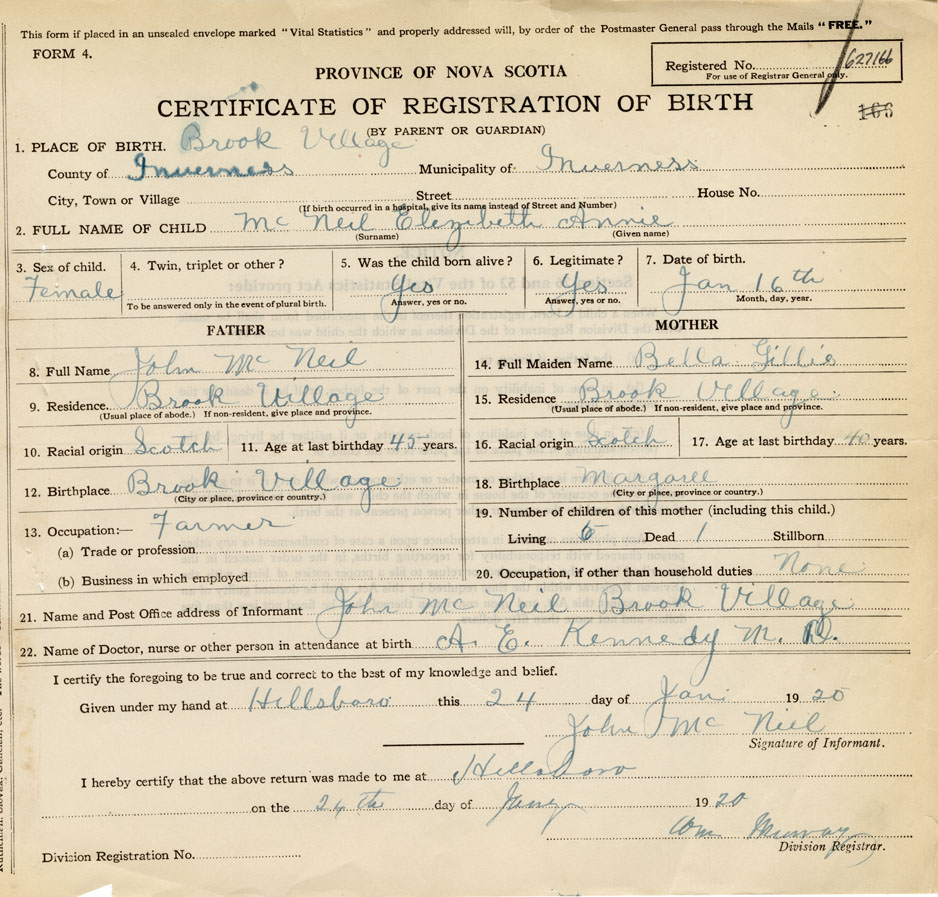 This form if placed in an unsealed envelope marked "Vital Statistics" and properly addressed will, by order of the Postmaster General pass through the Mails "FREE."
FORM 4.
Registered No. 627166
For use of Registrar General only.
PROVINCE OF NOVA SCOTIA
CERTIFICATE OF REGISTRATION OF BIRTH
166
(BY PARENT OR GUARDIAN)
1. PLACE OF BIRTH. Brook Village
County of Inverness Municipality of Inverness
City, Town or Village Street House No.
(If birth occurred in a hospital, give its name instead of Street and Number)
2. FULL NAME OF CHILD Mc Neil Elezibeth Annie
(Surname) (Given name)
3. Sex of child. 4. Twin, triplet or other? 5. Was the child born alive? 6. Legitimate? 7. Date of birth.
Female Yes Yes Jan 16th
To be answered only in the event of plural birth. Answer, yes or no. Answer, yes or no. Month, day, year.
FATHER
8. Full Name John Mc Neil
9. Residence Brook Village
(Usual place of abode.) If non-resident, give place and province.
10. Racial origin Scotch 11. Age at last birthday 45 years.
12. Birthplace Brook Village
(City or place, province or country.)
13. Occupation:— Farmer
(a) Trade or profession
(b) Business in which employed
MOTHER
14. Full Maiden Name Bella Gillis
15. Residence Brook Village
(Usual place of abode.) If non-resident, give place and province.
16. Racial origin Scotch 17. Age at last birthday 40 years.
18. Birthplace
(City or place, province or country.)
19. Number of children of this mother (including this child.)
Living Dead 1 Stillborn
20. Occupation, if other than household duties None
21. Name and Post Office address of Informant John Mc Neil Brook Village
22. Name of Doctor, nurse or other person in attendance at birth A. E. Kennedy M. D.
I certify the foregoing to be true and correct to the best of my knowledge and belief.
Given under my hand at Hillsboro this 24 day of Jan 1920
John Mc Neil
Signature of Informant.
I hereby certify that the above return was made to me at Hillsboro
on the 24th day of Jany 1920
Wm Murray
Division Registrar.
Division Registration No.